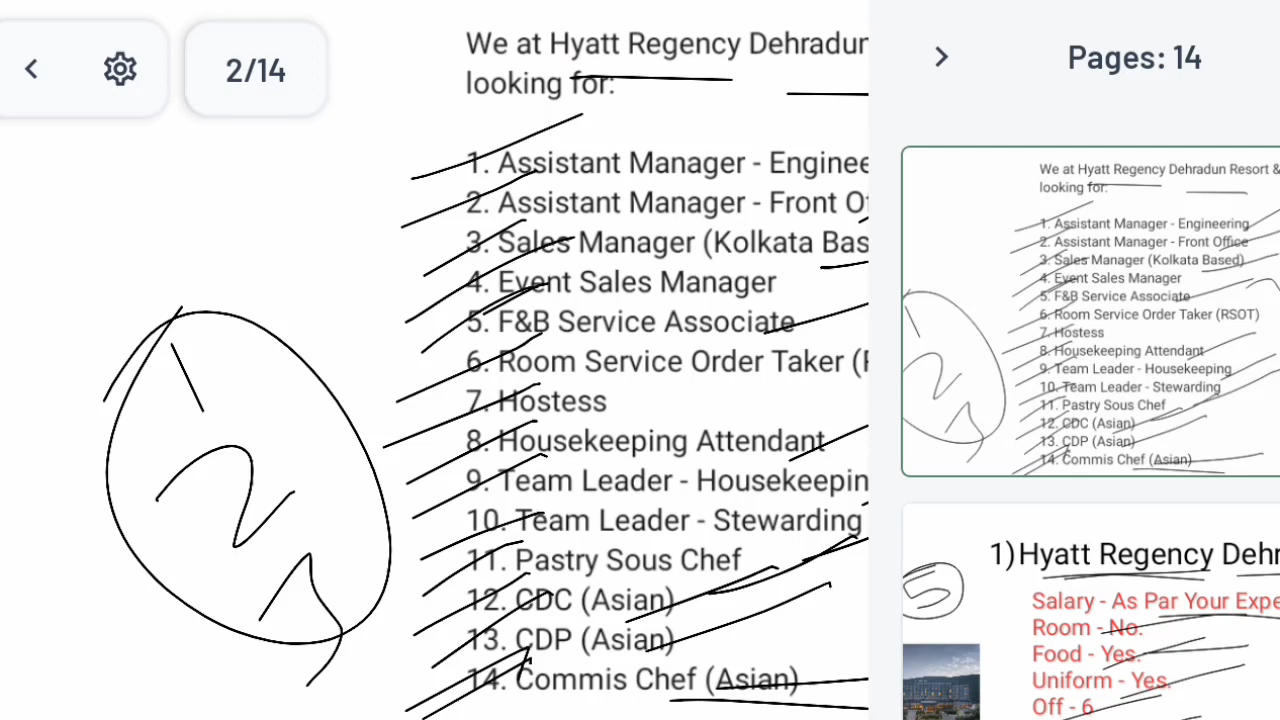 2/14
We at Hyatt Regency Dehradun
looking for:
1. Assistant Manager - Enginee
2. Assistant Manager - Front Of
3. Sales Manager (Kolkata Bas
4. Event Sales Manager
5. F&B Service Associate
6. Room Service Order Taker (R
7. Hostess
8. Housekeeping Attendant
9. Team Leader - Housekeepin
10. Team Leader - Stewarding
11. Pastry Sous Chef
12. CDC (Asian)
13. CDP (Asian)
14. Commis Chef (Asian)
Pages: 14
We at Hyatt Regency Dehradun Resort &
looking for:
1. Assistant Manager - Engineering
2. Assistant Manager - Front Office
3. Sales Manager (Kolkata Based)
4. Event Sales Manager
5. F&B Service Associate
6. Room Service Order Taker (RSOT)
7. Hostess
8. Housekeeping Attendant
9. Team Leader - Housekeeping
10. Team Leader - Stewarding
11. Pastry Sous Chef
12. CDC (Asian)
13. CDP (Asian)
14. Commis Chef (Asian)
5
1)Hyatt Regency Dehr
Salary - As Par Your Expe
Room - No.
Food - Yes.
Uniform - Yes.
Off - 6